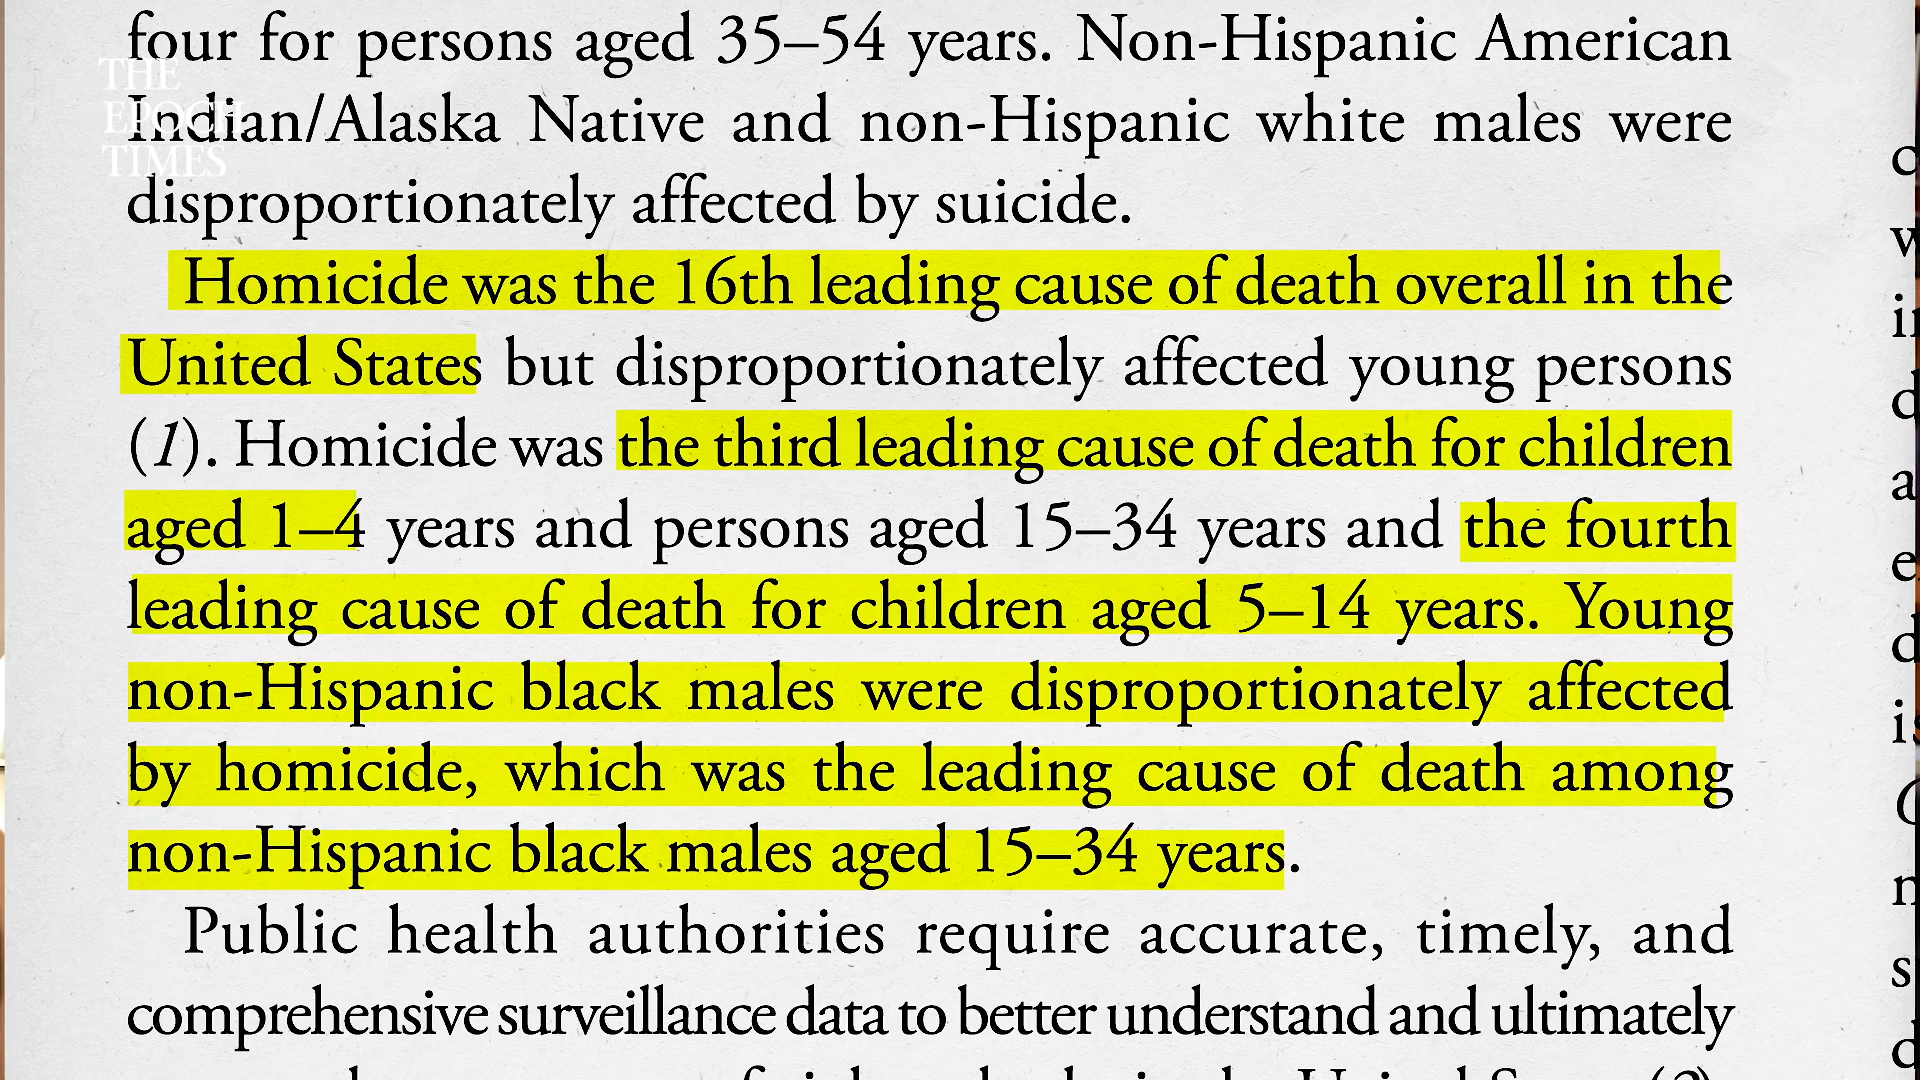 four for persons aged 35–54 years. Non-Hispanic American
Indian/Alaska Native and non-Hispanic white males were
disproportionately affected by suicide.
Homicide was the 16th leading cause of death overall in the
United States but disproportionately affected young persons
(1). Homicide was the third leading cause of death for children
aged 1–4 years and persons aged 15–34 years and the fourth
leading cause of death for children aged 5–14 years. Young
non-Hispanic black males were disproportionately affected
by homicide, which was the leading cause of death among
non-Hispanic black males aged 15–34 years.
Public health authorities require accurate, timely, and
comprehensive surveillance data to better understand and ultimately
THE
EPOCH
TIMES